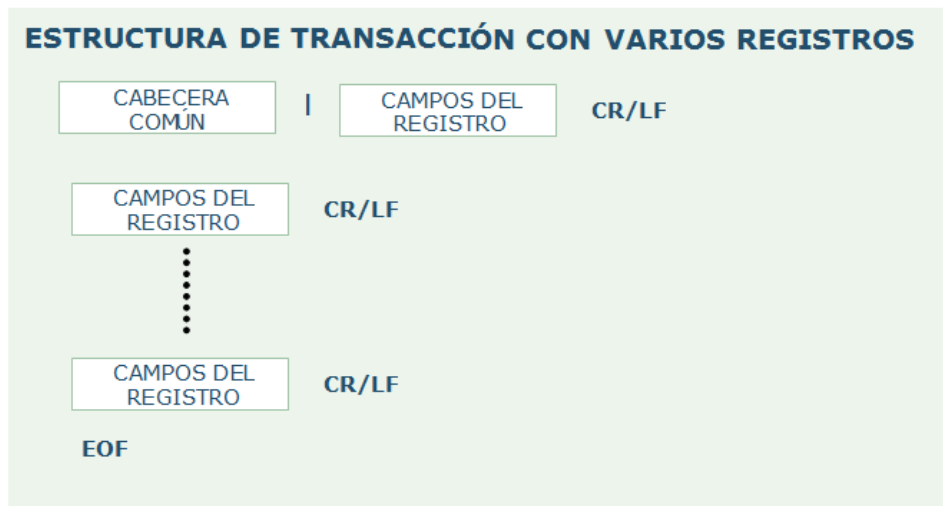 ESTRUCTURA DE TRANSACCIÓN CON VARIOS REGISTROS
CABECERA
COMÚN
|
CAMPOS DEL
REGISTRO
CR/LF
CAMPOS DEL
REGISTRO
CR/LF
CAMPOS DEL
REGISTRO
CR/LF
EOF